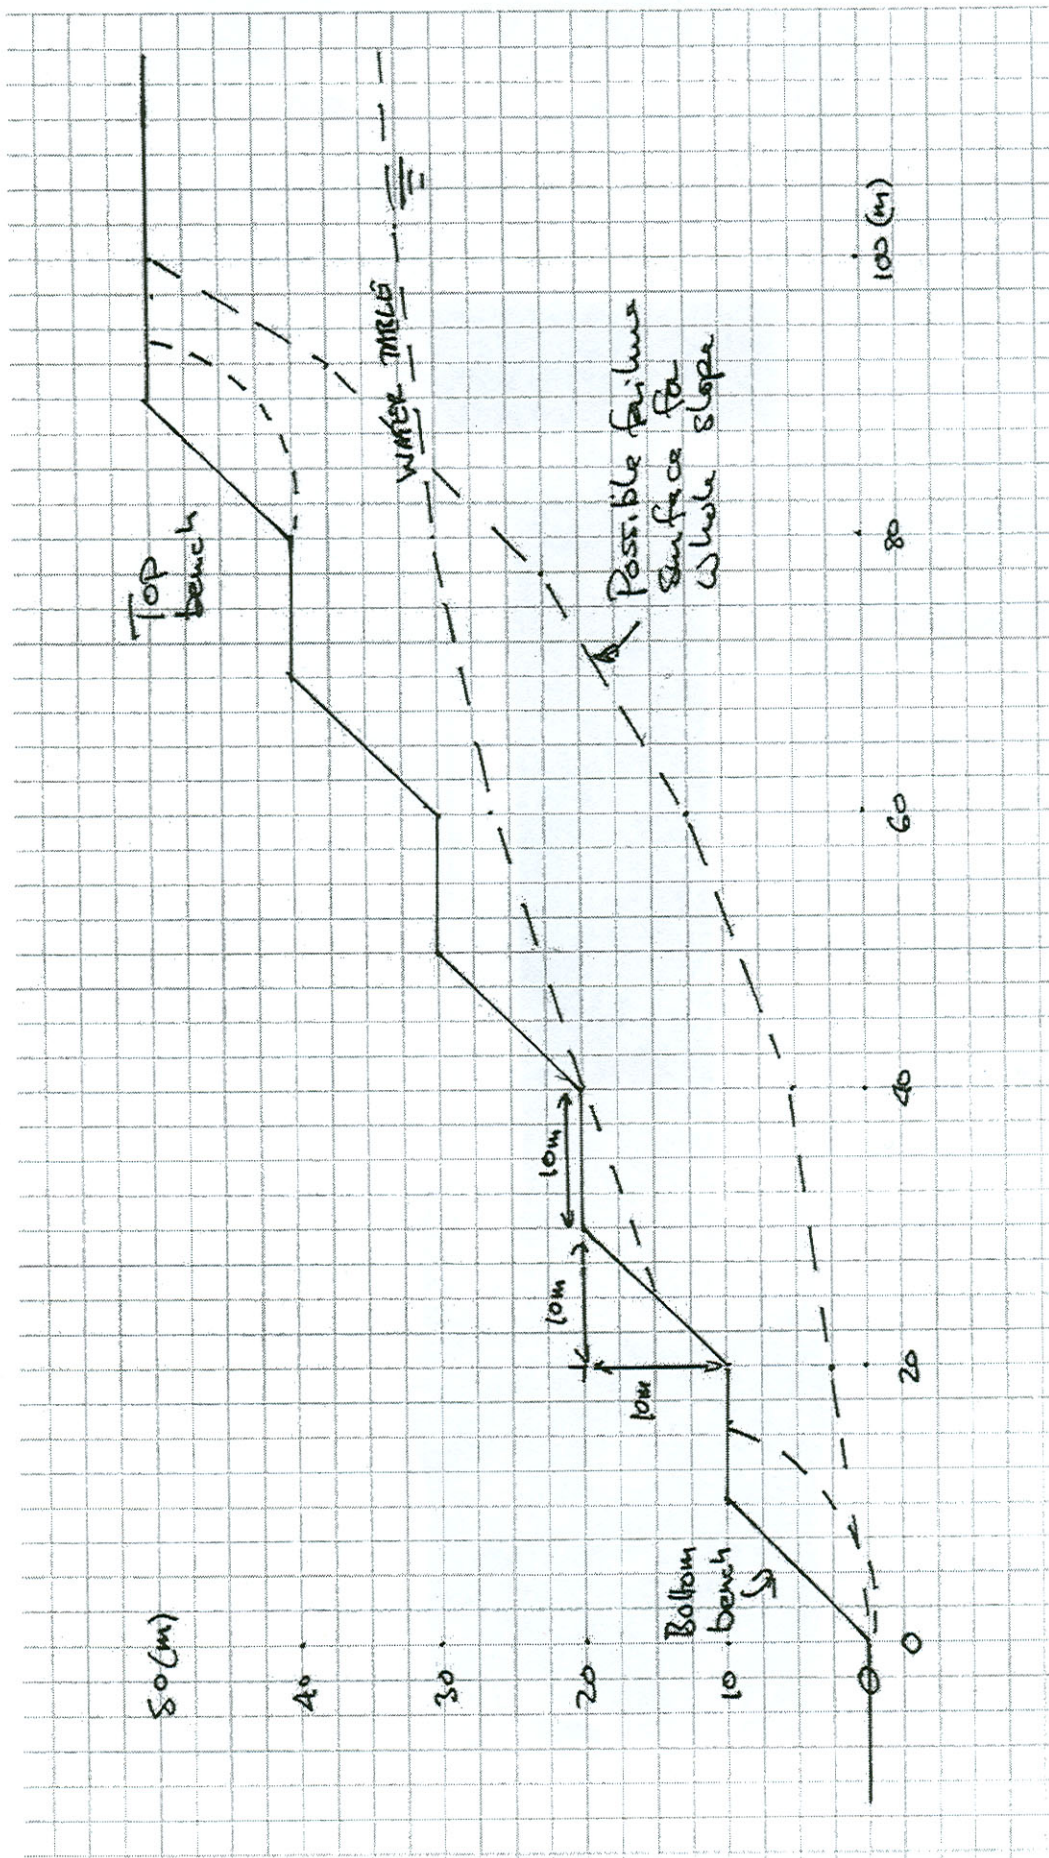 50 (m)
40
30
20
10
0
Top
bench
WATER TABLE
10m
10m
10m
Bottom
bench
Possible failure
surface for
whole slope
0
20
40
60
80
100 (m)